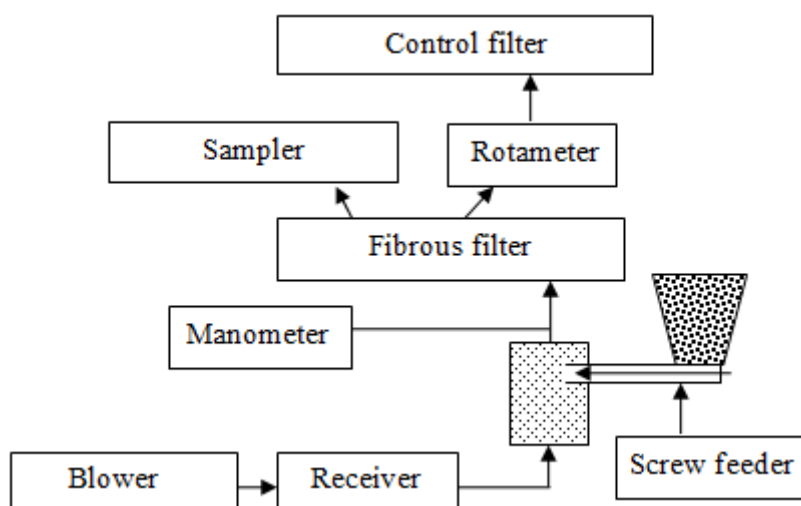 Control filter
Sampler
Rotameter
Fibrous filter
Manometer
Blower
Receiver
Screw feeder